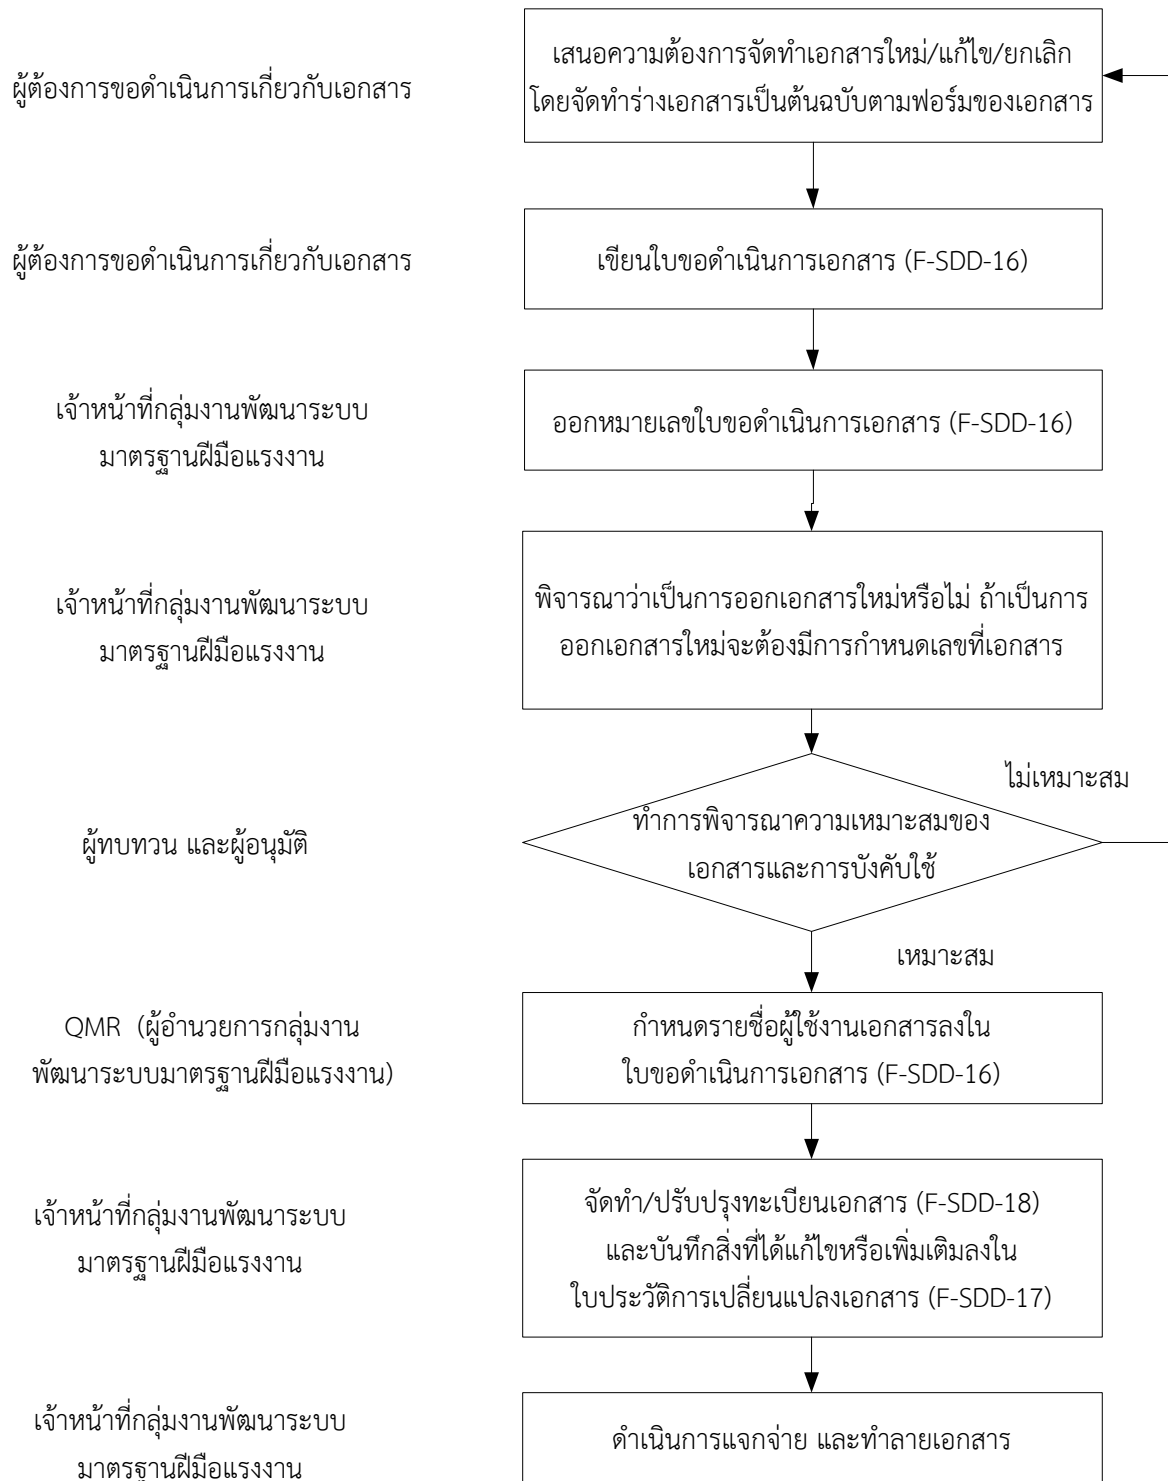 เสนอความต้องการจัดทำเอกสารใหม่/แก้ไข/ยกเลิก
ผู้ต้องการขอดำเนินการเกี่ยวกับเอกสาร
โดยจัดทำร่างเอกสารเป็นต้นฉบับตามฟอร์มของเอกสาร
ผู้ต้องการขอดำเนินการเกี่ยวกับเอกสาร
เขียนใบขอดำเนินการเอกสาร (F-SDD-16)
เจ้าหน้าที่กลุ่มงานพัฒนาระบบ
มาตรฐานฝีมือแรงงาน
ออกหมายเลขใบขอดำเนินการเอกสาร (F-SDD-16)
เจ้าหน้าที่กลุ่มงานพัฒนาระบบ
มาตรฐานฝีมือแรงงาน
พิจารณาว่าเป็นการออกเอกสารใหม่หรือไม่ ถ้าเป็นการ
ออกเอกสารใหม่จะต้องมีการกำหนดเลขที่เอกสาร
ไม่เหมาะสม
ผู้ทบทวน และผู้อนุมัติ
ทำการพิจารณาความเหมาะสมของ
เอกสารและการบังคับใช้
เหมาะสม
QMR (ผู้อำนวยการกลุ่มงาน
พัฒนาระบบมาตรฐานฝีมือแรงงาน)
กำหนดรายชื่อผู้ใช้งานเอกสารลงใน
ใบขอดำเนินการเอกสาร (F-SDD-16)
เจ้าหน้าที่กลุ่มงานพัฒนาระบบ
มาตรฐานฝีมือแรงงาน
จัดทำ/ปรับปรุงทะเบียนเอกสาร (F-SDD-18)
และบันทึกสิ่งที่ได้แก้ไขหรือเพิ่มเติมลงใน
ใบประวัติการเปลี่ยนแปลงเอกสาร (F-SDD-17)
เจ้าหน้าที่กลุ่มงานพัฒนาระบบ
มาตรฐานฝีมือแรงงาน
ดำเนินการแจกจ่าย และทำลายเอกสาร